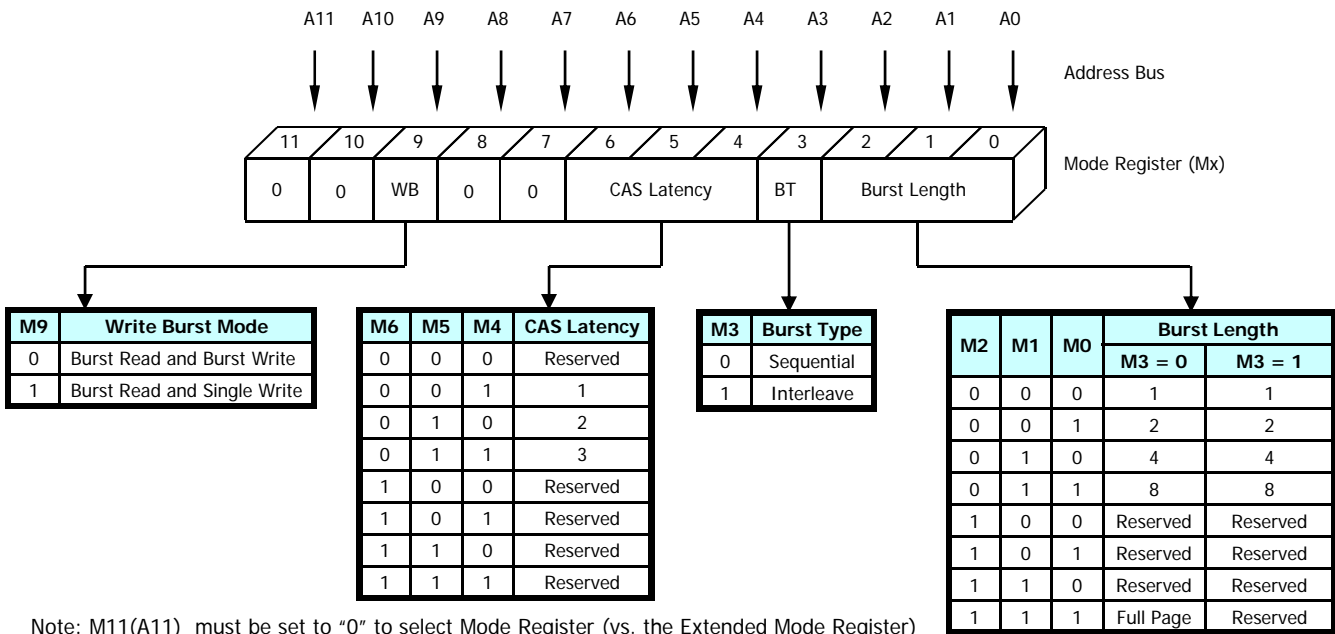 A11 A10 A9 A8 A7 A6 A5 A4 A3 A2 A1 A0
Address Bus
11 10 9 8 7 6 5 4 3 2 1 0
Mode Register (Mx)
0 0 WB 0 0 CAS Latency BT Burst Length
M9 Write Burst Mode
0 Burst Read and Burst Write
1 Burst Read and Single Write
M6 M5 M4 CAS Latency
0 0 0 Reserved
0 0 1 1
0 1 0 2
0 1 1 3
1 0 0 Reserved
1 0 1 Reserved
1 1 0 Reserved
1 1 1 Reserved
M3 Burst Type
0 Sequential
1 Interleave
M2 M1 M0 Burst Length
M3 = 0 M3 = 1
0 0 0 1 1
0 0 1 2 2
0 1 0 4 4
0 1 1 8 8
1 0 0 Reserved Reserved
1 0 1 Reserved Reserved
1 1 0 Reserved Reserved
1 1 1 Full Page Reserved
Note: M11(A11) must be set to “0” to select Mode Register (vs. the Extended Mode Register)